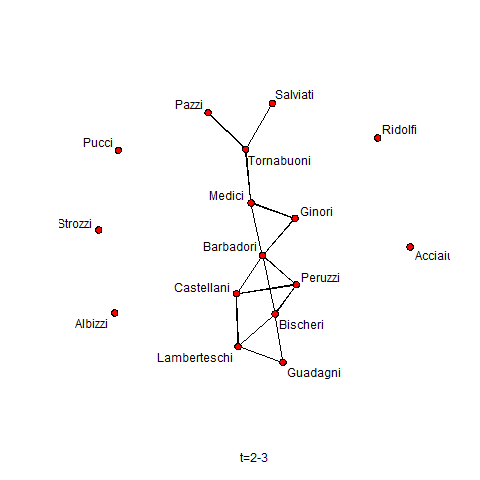 Salviati
Pazzi
Ridolfi
Pucci
Tornabuoni
Medici
Ginori
Strozzi
Barbadori
Acciaiu
Peruzzi
Castellani
Albizzi
Bischeri
Lamberteschi
Guadagni
t=2-3